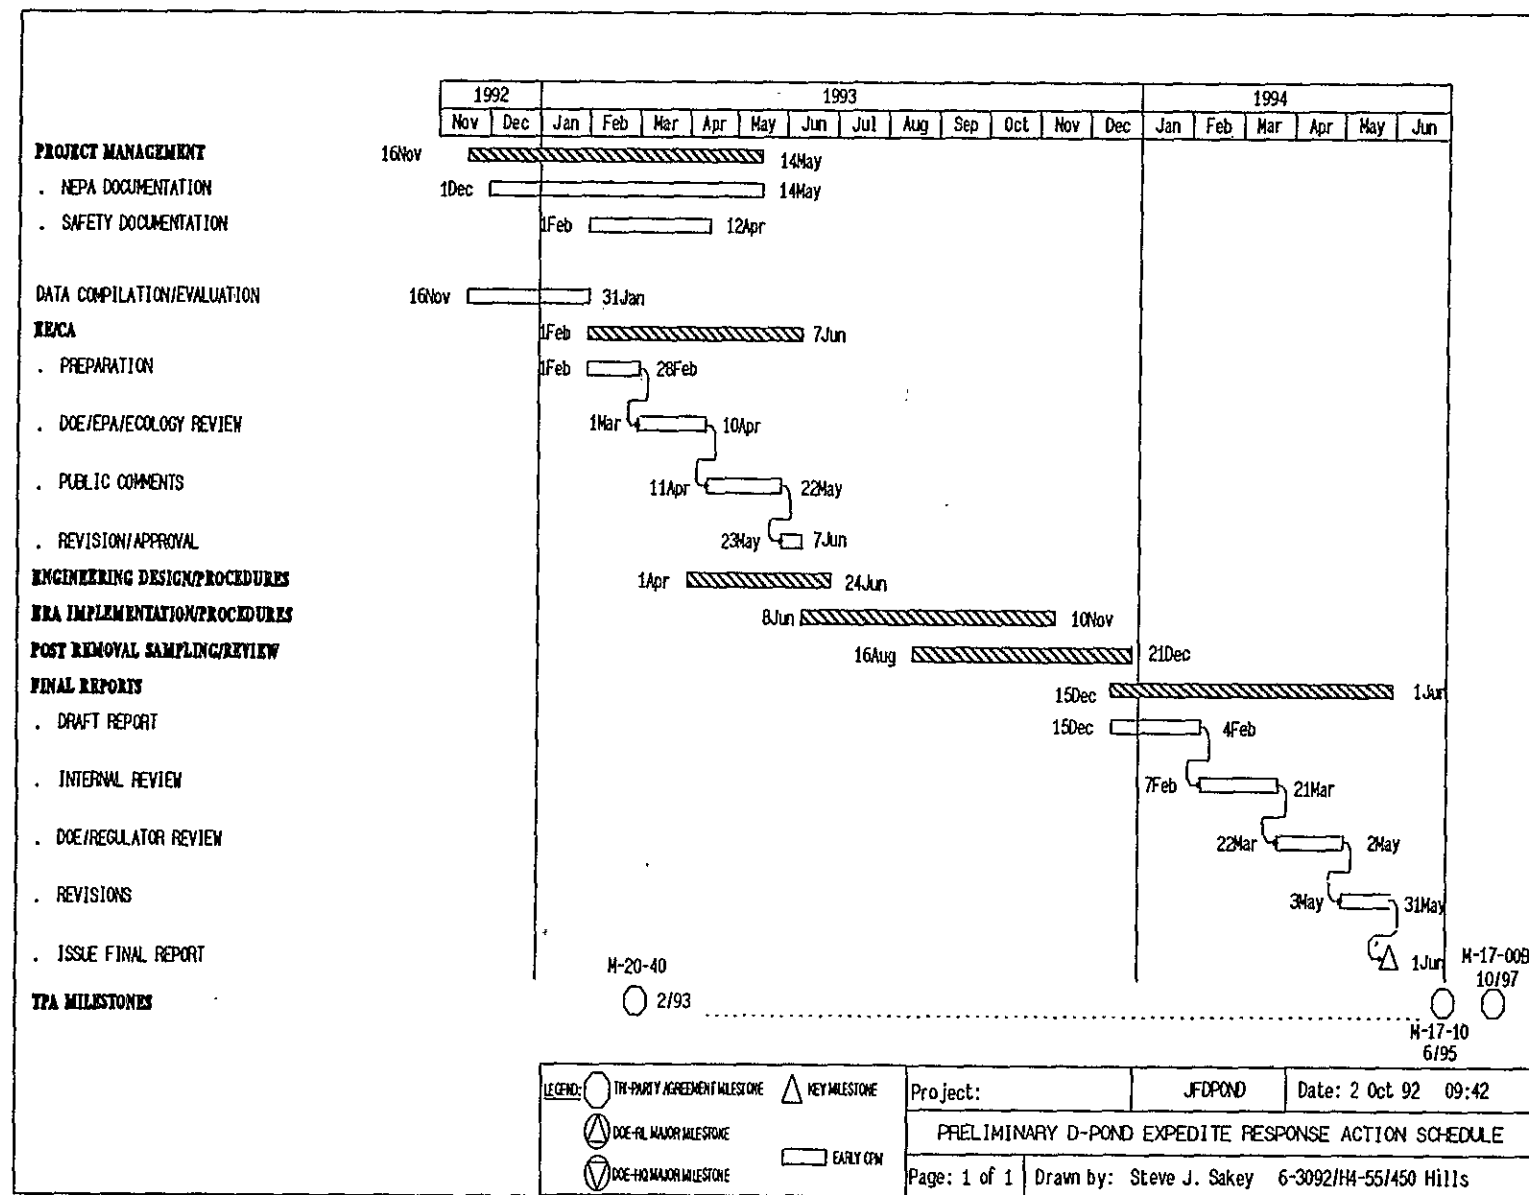 1992 1993 1994
Nov Dec Jan Feb Mar Apr May Jun Jul Aug Sep Oct Nov Dec Jan Feb Mar Apr May Jun
PROJECT MANAGEMENT 16Nov 14May
. NEPA DOCUMENTATION 1Dec 14May
. SAFETY DOCUMENTATION 1Feb 12Apr
DATA COMPILATION/EVALUATION 16Nov 31Jan
EE/CA 1Feb 7Jun
. PREPARATION 1Feb 28Feb
. DOE/EPA/ECOLOGY REVIEW 1Mar 10Apr
. PUBLIC COMMENTS 11Apr 22May
. REVISION/APPROVAL 23May 7Jun
ENGINEERING DESIGN/PROCEDURES 1Apr 24Jun
ERA IMPLEMENTATION/PROCEDURES 8Jun 10Nov
POST REMOVAL SAMPLING/REVIEW 16Aug 21Dec
FINAL REPORTS 15Dec 1Jun
. DRAFT REPORT 15Dec 4Feb
. INTERNAL REVIEW 7Feb 21Mar
. DOE/REGULATOR REVIEW 22Mar 2May
. REVISIONS 3May 31May
. ISSUE FINAL REPORT 1Jun
M-20-40 M-17-00B
10/97
TPA MILESTONES 2/93
M-17-10
6/95
LEGEND: TRI-PARTY AGREEMENT MILESTONE KEY MILESTONE
DOE-RL MAJOR MILESTONE
EARLY CPM
DOE-HQ MAJOR MILESTONE
Project: JFDPOND Date: 2 Oct 92 09:42
PRELIMINARY D-POND EXPEDITE RESPONSE ACTION SCHEDULE
Page: 1 of 1 Drawn by: Steve J. Sakey 6-3092/H4-55/450 Hills